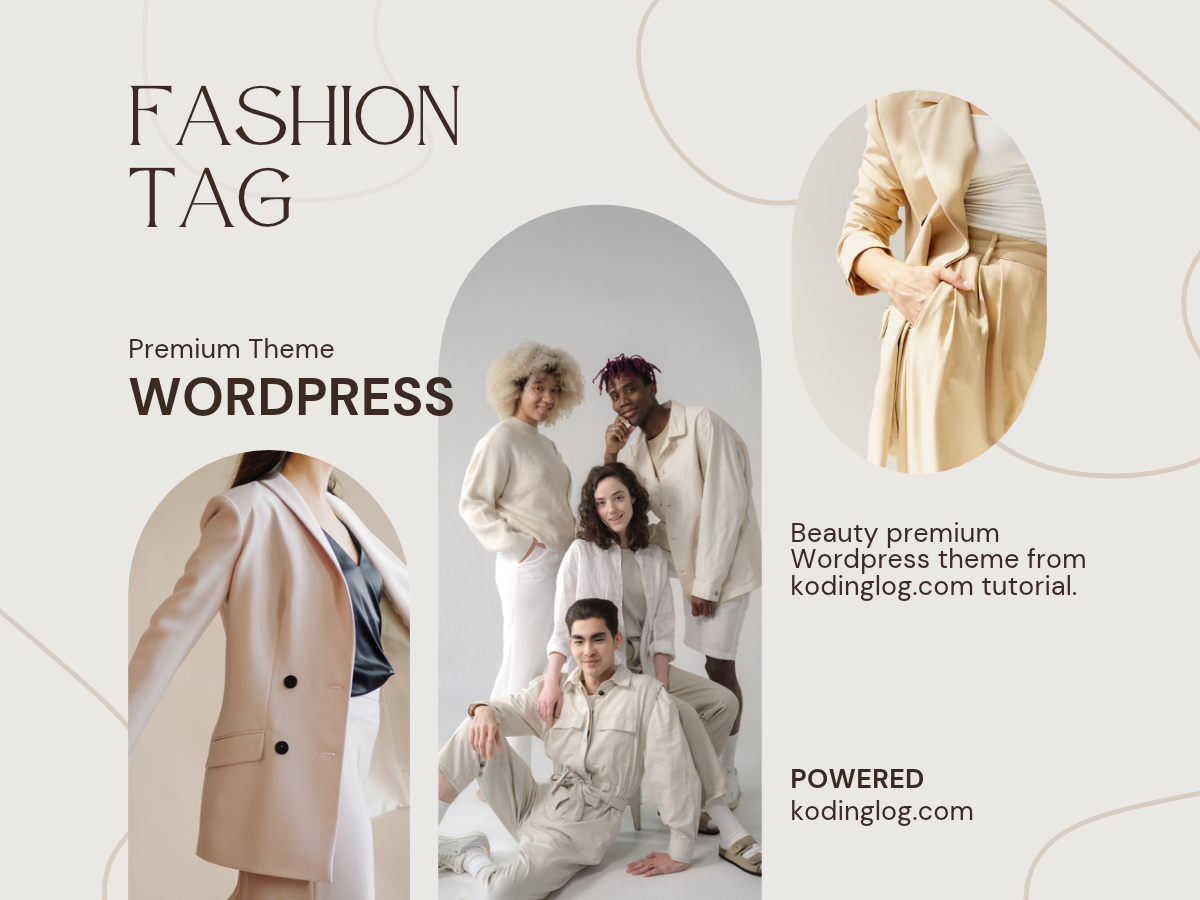 FASHION
TAG
Premium Theme
WORDPRESS
Beauty premium
Wordpress theme from
kodinglog.com tutorial.
POWERED
kodinglog.com